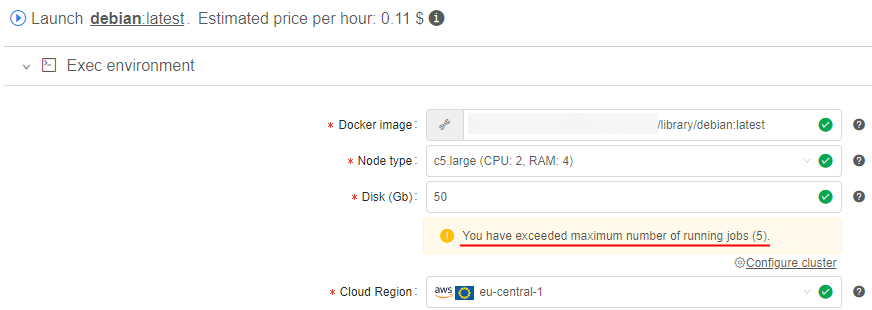 Launch debian:latest. Estimated price per hour: 0.11 $
Exec environment
* Docker image: /library/debian:latest
* Node type: c5.large (CPU: 2, RAM: 4)
* Disk (Gb): 50
You have exceeded maximum number of running jobs (5).
Configure cluster
* Cloud Region: aws eu-central-1